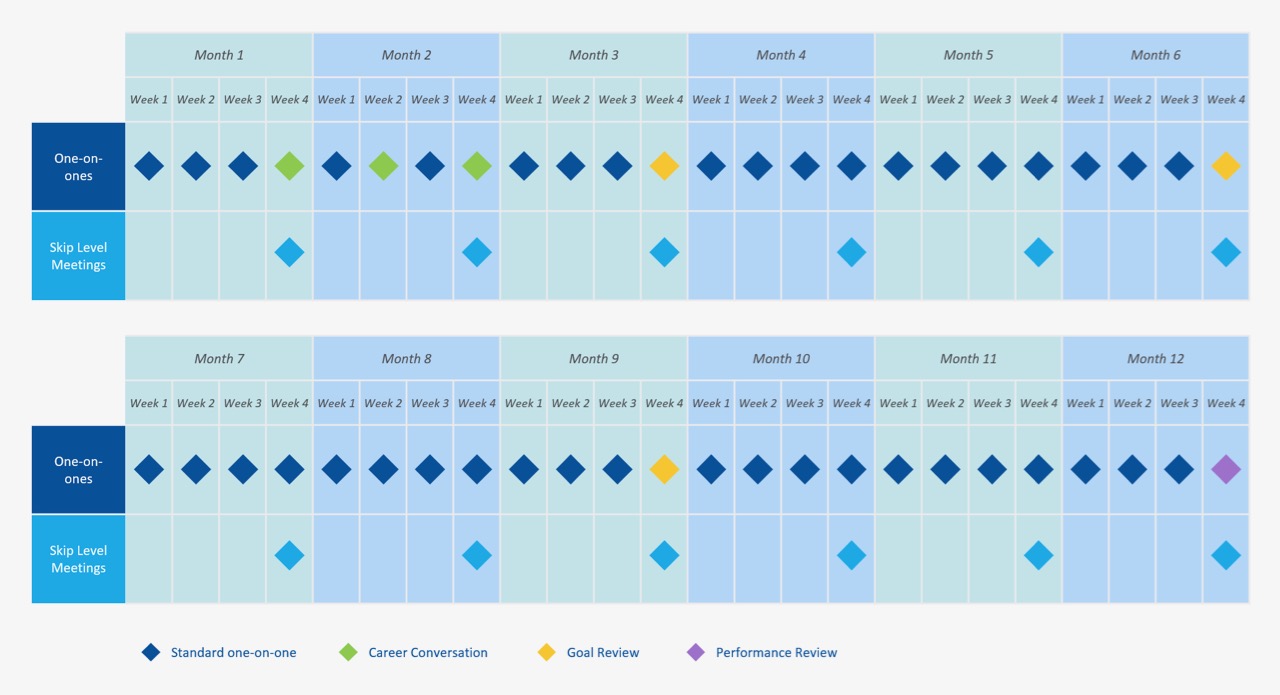 Month 1 Month 2 Month 3 Month 4 Month 5 Month 6
Week 1 Week 2 Week 3 Week 4 Week 1 Week 2 Week 3 Week 4 Week 1 Week 2 Week 3 Week 4 Week 1 Week 2 Week 3 Week 4 Week 1 Week 2 Week 3 Week 4 Week 1 Week 2 Week 3 Week 4
One-on-
ones
Skip Level
Meetings
Month 7 Month 8 Month 9 Month 10 Month 11 Month 12
Week 1 Week 2 Week 3 Week 4 Week 1 Week 2 Week 3 Week 4 Week 1 Week 2 Week 3 Week 4 Week 1 Week 2 Week 3 Week 4 Week 1 Week 2 Week 3 Week 4 Week 1 Week 2 Week 3 Week 4
One-on-
ones
Skip Level
Meetings
Standard one-on-one Career Conversation Goal Review Performance Review